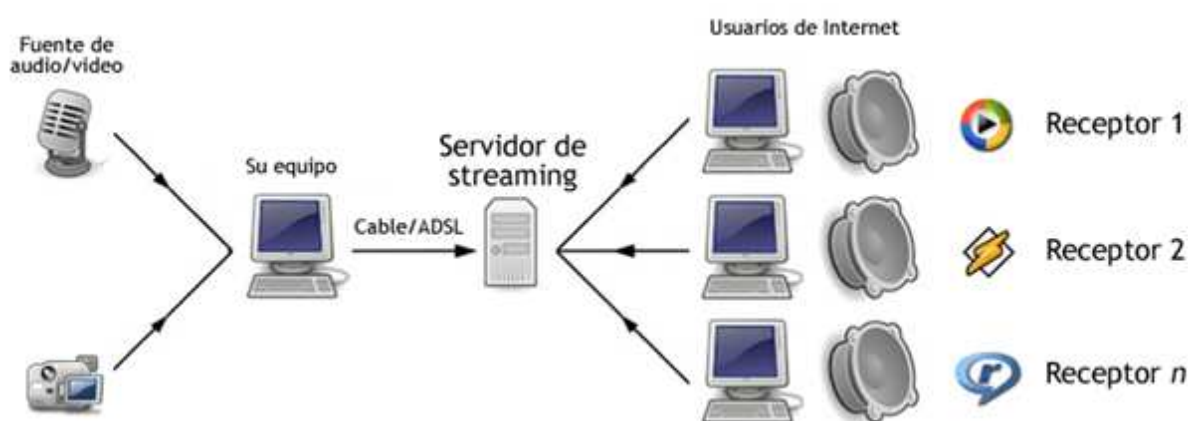 Fuente de
audio/video
Su equipo
Cable/ADSL
Servidor de
streaming
Usuarios de Internet
Receptor 1
Receptor 2
Receptor n